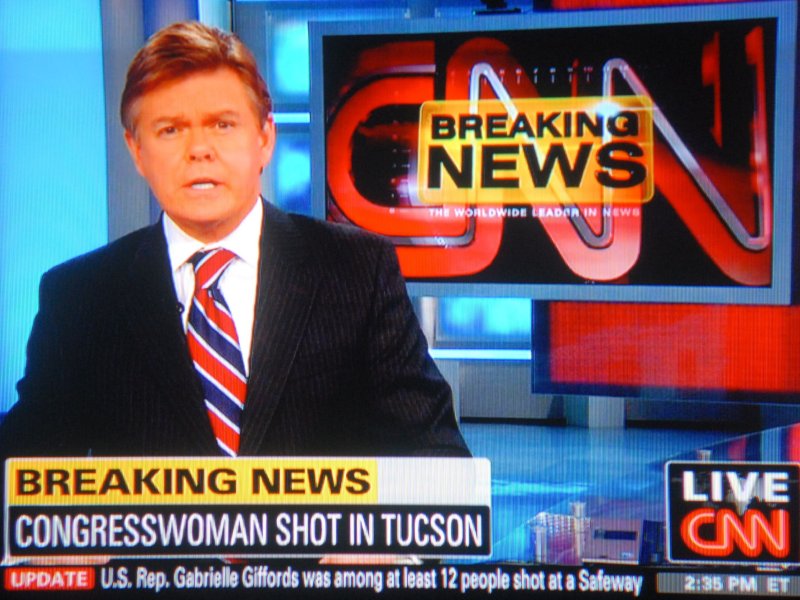 CNN
BREAKING
NEWS
THE WORLDWIDE LEADER IN NEWS
BREAKING NEWS
CONGRESSWOMAN SHOT IN TUCSON
LIVE
CNN
UPDATE U.S. Rep. Gabrielle Giffords was among at least 12 people shot at a Safeway
2:35 PM ET